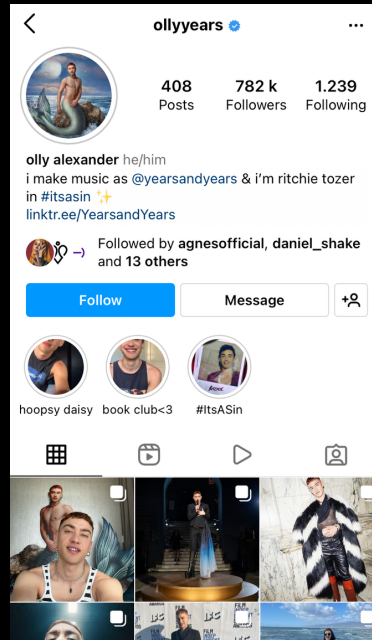 ollyyears
408 782 k 1.239
Posts Followers Following
olly alexander he/him
i make music as @yearsandyears & i'm ritchie tozer
in #itsasin ✨
linktr.ee/YearsandYears
Followed by agnesofficial, daniel_shake
and 13 others
Follow Message
hoopsy daisy book club<3 #ItsASin